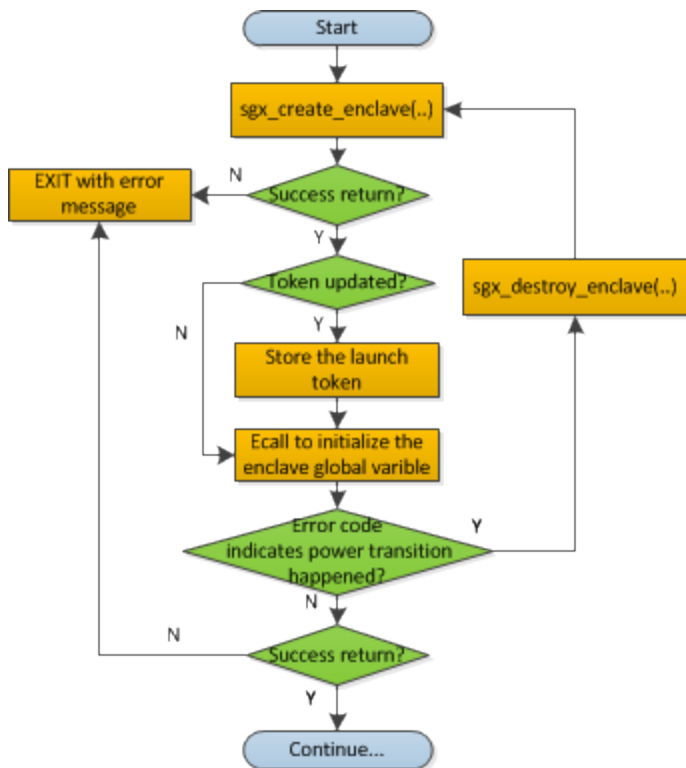 Start
sgx_create_enclave(..)
EXIT with error
message
N
Success return?
Y
Token updated?
sgx_destroy_enclave(..)
N
Y
Store the launch
token
Ecall to initialize the
enclave global varible
Error code
indicates power transition
happened?
Y
N
N
Success return?
Y
Continue...